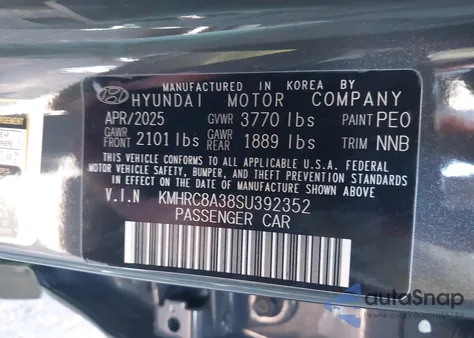 MANUFACTURED IN KOREA BY
HYUNDAI MOTOR COMPANY
APR/2025 GVWR 3770 lbs PAINT PEO
GAWR FRONT 2101 lbs GAWR REAR 1889 lbs TRIM NNB
THIS VEHICLE CONFORMS TO ALL APPLICABLE U.S.A. FEDERAL
MOTOR VEHICLE SAFETY, BUMPER, AND THEFT PREVENTION STANDARDS
IN EFFECT ON THE DATE OF MANUFACTURE SHOWN ABOVE.
V.I.N KMHRC8A38SU392352
PASSENGER CAR
autoSnap